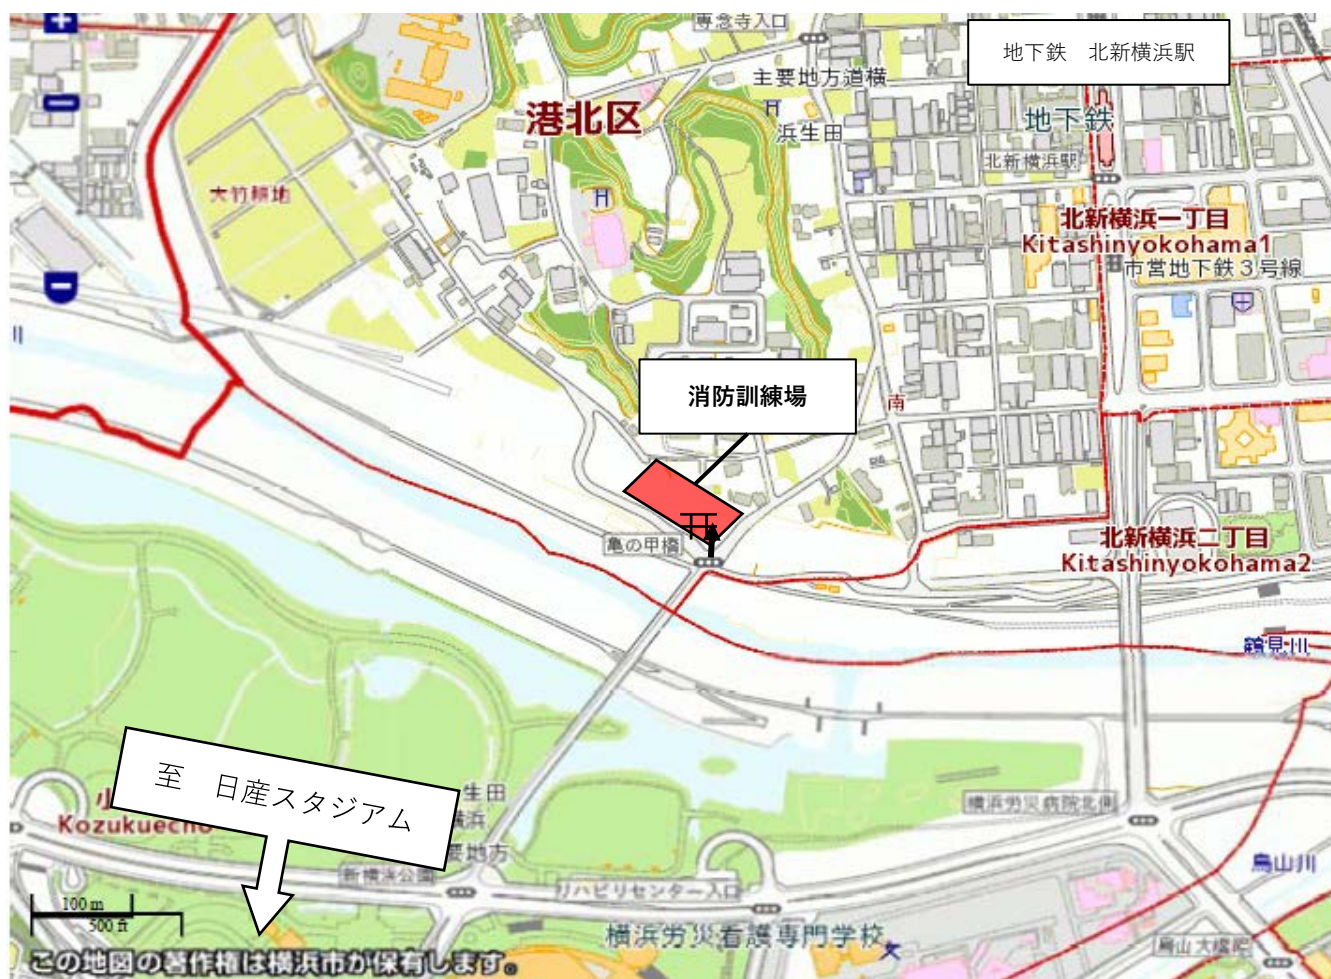 専念寺入口
地下鉄 北新横浜駅
主要地方道横
港北区
浜生田
地下鉄
北新横浜駅
大竹耕地
北新横浜一丁目
Kitashinyokohama1
市営地下鉄3号線
川
消防訓練場
南
亀の甲橋
北新横浜二丁目
Kitashinyokohama2
鶴見川
至 日産スタジアム
小
Kozukuecho
生田
横浜
要地方
横浜労災病院北側
新横浜公園
リハビリセンター入口
鳥山川
100 m
500 ft
横浜労災看護専門学校
文
鳥山大橋
この地図の著作権は横浜市が保有します。